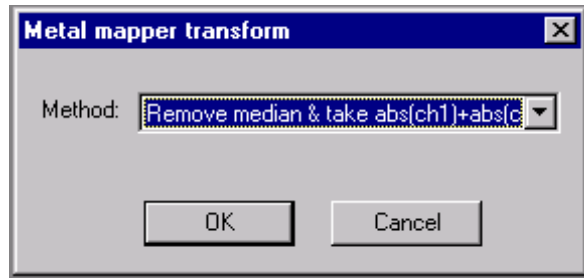 Metal mapper transform
Method: Remove median & take abs(ch1)+abs(c
OK Cancel